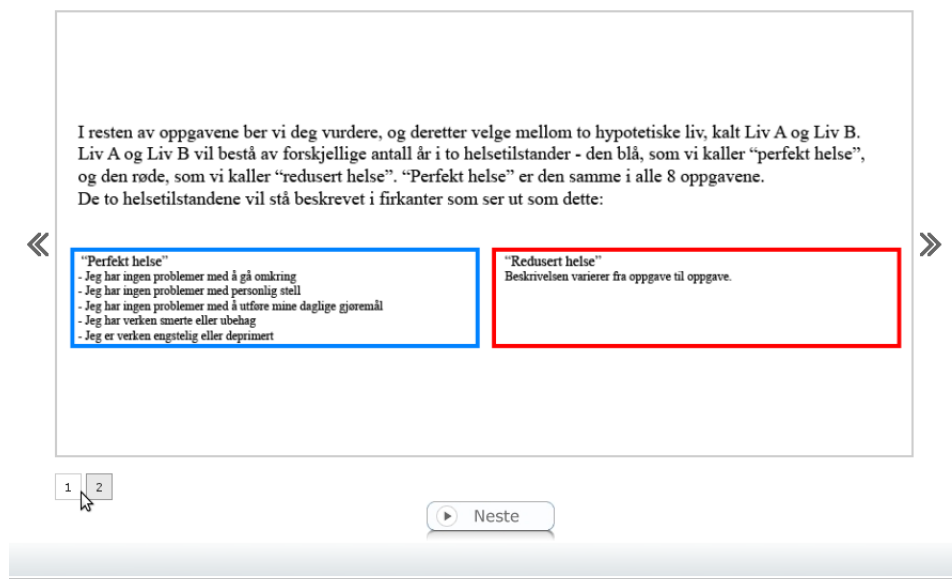 I resten av oppgavene ber vi deg vurdere, og deretter velge mellom to hypotetiske liv, kalt Liv A og Liv B.
Liv A og Liv B vil bestå av forskjellige antall år i to helsetilstander - den blå, som vi kaller “perfekt helse”,
og den røde, som vi kaller “redusert helse”. “Perfekt helse” er den samme i alle 8 oppgavene.
De to helsetilstandene vil stå beskrevet i firkanter som ser ut som dette:
“Perfekt helse”
- Jeg har ingen problemer med å gå omkring
- Jeg har ingen problemer med personlig stell
- Jeg har ingen problemer med å utføre mine daglige gjøremål
- Jeg har verken smerte eller ubehag
- Jeg er verken engstelig eller deprimert
“Redusert helse”
Beskrivelsen varierer fra oppgave til oppgave.
1 2
Neste